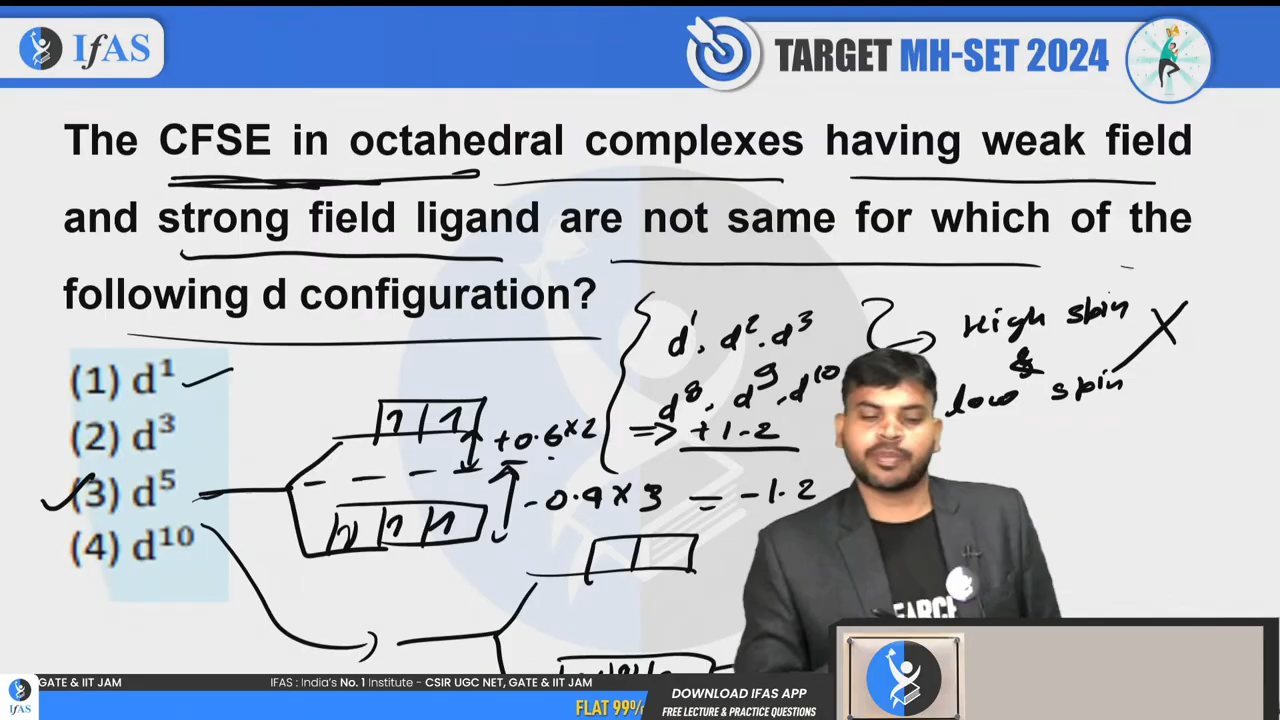 IfAS
TARGET MH-SET 2024
The CFSE in octahedral complexes having weak field
and strong field ligand are not same for which of the
following d configuration?
(1) d¹
(2) d³
(3) d⁵
(4) d¹⁰
d¹, d², d³
d⁸, d⁹, d¹⁰
High spin
&
low spin
+0.6×2
⇒ +1.2
-0.4×3 = -1.2
GATE & IIT JAM
IFAS : India's No. 1 Institute - CSIR UGC NET, GATE & IIT JAM
IfAS
FLAT 99%
DOWNLOAD IFAS APP
FREE LECTURE & PRACTICE QUESTIONS